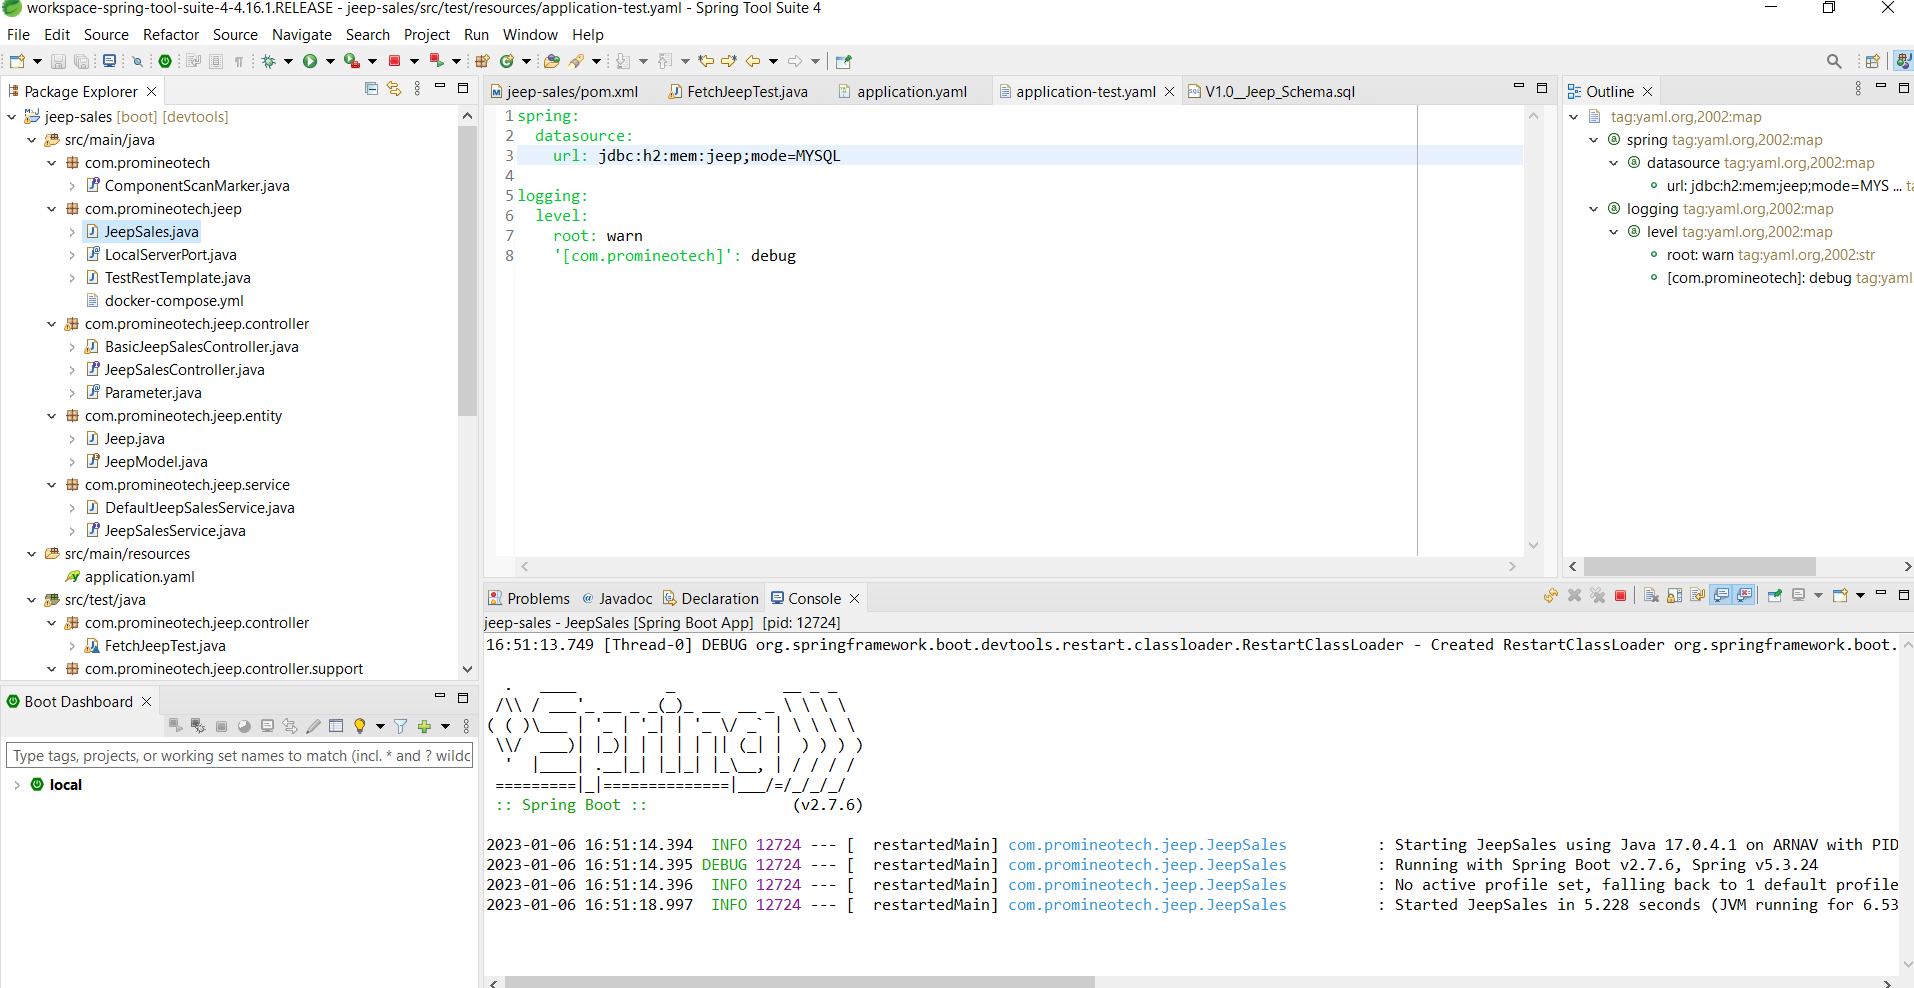 workspace-spring-tool-suite-4-4.16.1.RELEASE - jeep-sales/src/test/resources/application-test.yaml - Spring Tool Suite 4
File Edit Source Refactor Source Navigate Search Project Run Window Help
Package Explorer
jeep-sales [boot] [devtools]
src/main/java
com.promineotech
ComponentScanMarker.java
com.promineotech.jeep
JeepSales.java
LocalServerPort.java
TestRestTemplate.java
docker-compose.yml
com.promineotech.jeep.controller
BasicJeepSalesController.java
JeepSalesController.java
Parameter.java
com.promineotech.jeep.entity
Jeep.java
JeepModel.java
com.promineotech.jeep.service
DefaultJeepSalesService.java
JeepSalesService.java
src/main/resources
application.yaml
src/test/java
com.promineotech.jeep.controller
FetchJeepTest.java
com.promineotech.jeep.controller.support
Boot Dashboard
Type tags, projects, or working set names to match (incl. * and ? wildc
local
jeep-sales/pom.xml FetchJeepTest.java application.yaml application-test.yaml V1.0__Jeep_Schema.sql
1 spring:
2   datasource:
3     url: jdbc:h2:mem:jeep;mode=MYSQL
4
5 logging:
6   level:
7     root: warn
8     '[com.promineotech]': debug
Outline
tag:yaml.org,2002:map
spring tag:yaml.org,2002:map
datasource tag:yaml.org,2002:map
url: jdbc:h2:mem:jeep;mode=MYS ... ta
logging tag:yaml.org,2002:map
level tag:yaml.org,2002:map
root: warn tag:yaml.org,2002:str
[com.promineotech]: debug tag:yaml
Problems Javadoc Declaration Console
jeep-sales - JeepSales [Spring Boot App] [pid: 12724]
16:51:13.749 [Thread-0] DEBUG org.springframework.boot.devtools.restart.classloader.RestartClassLoader - Created RestartClassLoader org.springframework.boot.
Spring
:: Spring Boot :: (v2.7.6)
2023-01-06 16:51:14.394 INFO 12724 --- [ restartedMain] com.promineotech.jeep.JeepSales : Starting JeepSales using Java 17.0.4.1 on ARNAV with PID
2023-01-06 16:51:14.395 DEBUG 12724 --- [ restartedMain] com.promineotech.jeep.JeepSales : Running with Spring Boot v2.7.6, Spring v5.3.24
2023-01-06 16:51:14.396 INFO 12724 --- [ restartedMain] com.promineotech.jeep.JeepSales : No active profile set, falling back to 1 default profile
2023-01-06 16:51:18.997 INFO 12724 --- [ restartedMain] com.promineotech.jeep.JeepSales : Started JeepSales in 5.228 seconds (JVM running for 6.53